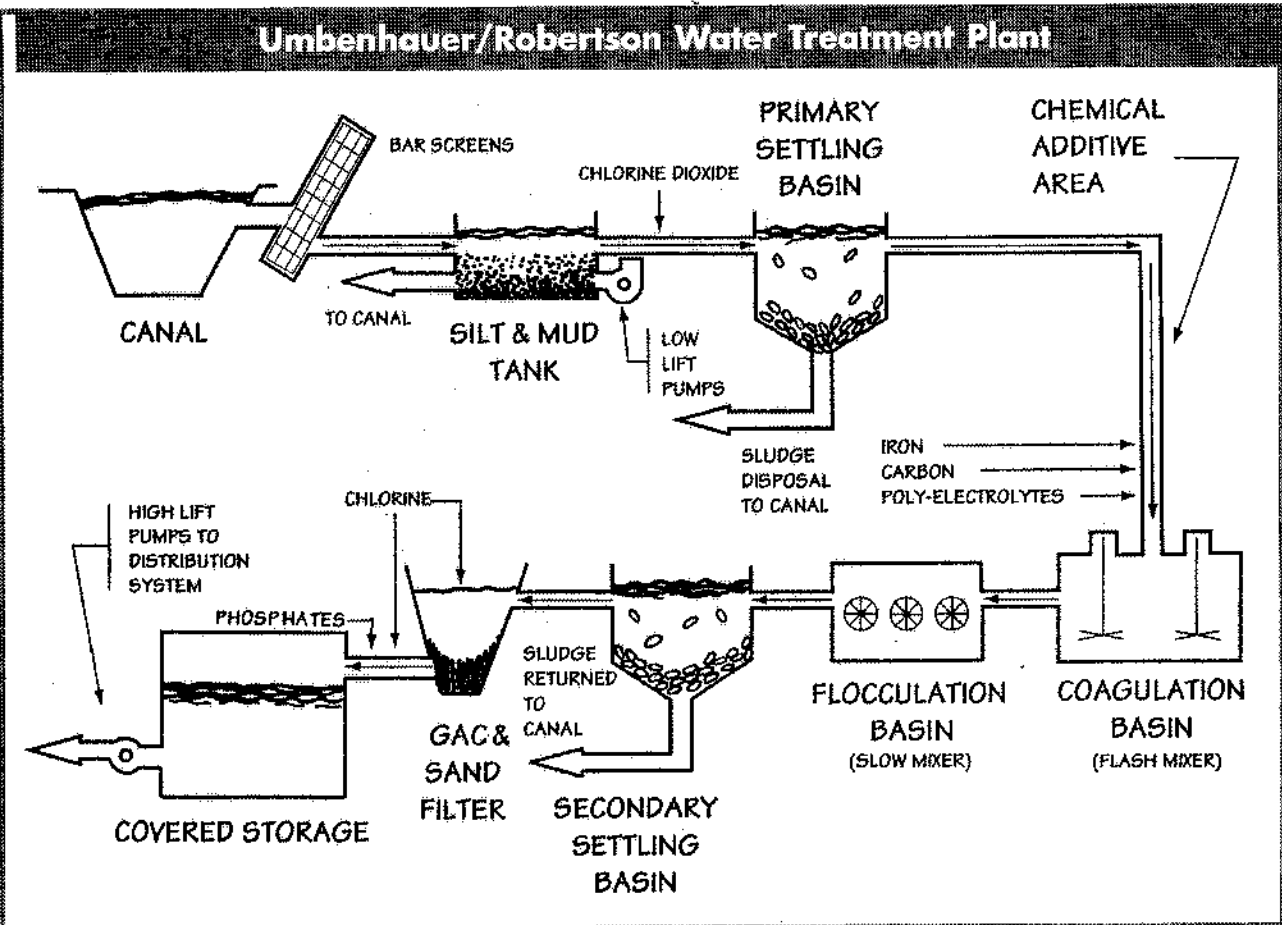 Umbenhauer/Robertson Water Treatment Plant
BAR SCREENS
CANAL
TO CANAL
SILT & MUD
TANK
LOW
LIFT
PUMPS
CHLORINE DIOXIDE
PRIMARY
SETTLING
BASIN
SLUDGE
DISPOSAL
TO CANAL
CHEMICAL
ADDITIVE
AREA
IRON
CARBON
POLY-ELECTROLYTES
COAGULATION
BASIN
(FLASH MIXER)
FLOCCULATION
BASIN
(SLOW MIXER)
SECONDARY
SETTLING
BASIN
SLUDGE
RETURNED
TO
CANAL
GAC &
SAND
FILTER
CHLORINE
PHOSPHATES
HIGH LIFT
PUMPS TO
DISTRIBUTION
SYSTEM
COVERED STORAGE